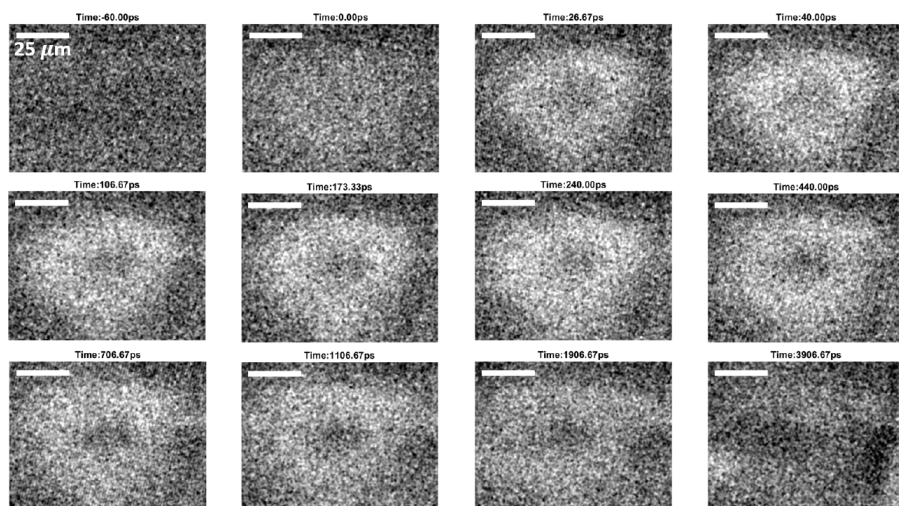 Time:-60.00ps
Time:0.00ps
Time:26.67ps
Time:40.00ps
25 μm
Time:106.67ps
Time:173.33ps
Time:240.00ps
Time:440.00ps
Time:706.67ps
Time:1106.67ps
Time:1906.67ps
Time:3906.67ps